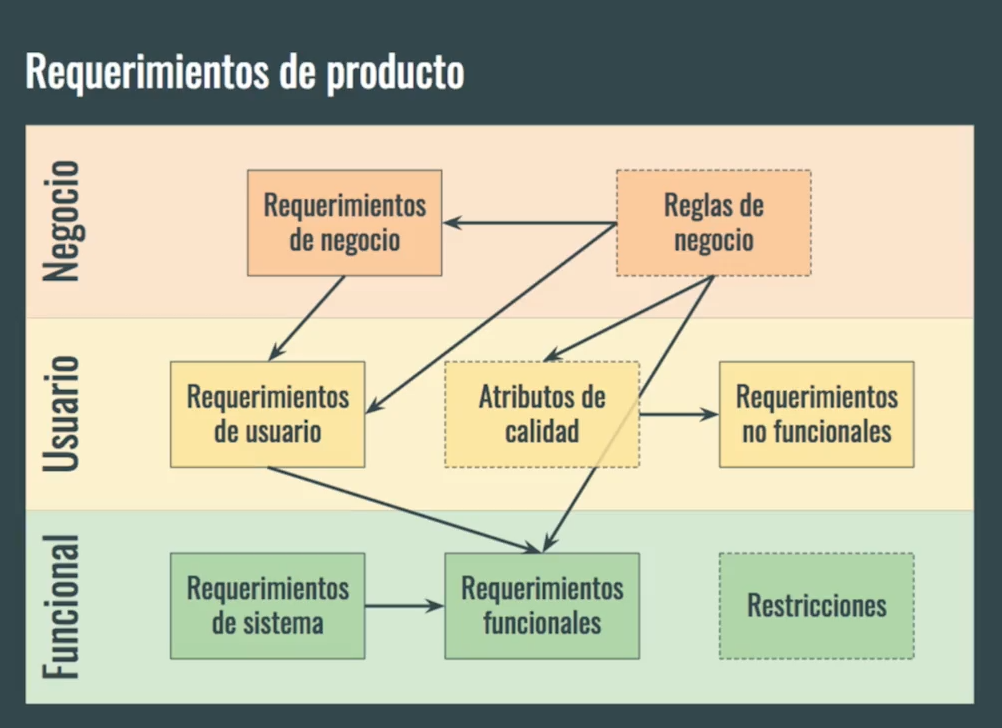 Requerimientos de producto
Negocio
Requerimientos
de negocio
Reglas de
negocio
Usuario
Requerimientos
de usuario
Atributos de
calidad
Requerimientos
no funcionales
Funcional
Requerimientos
de sistema
Requerimientos
funcionales
Restricciones